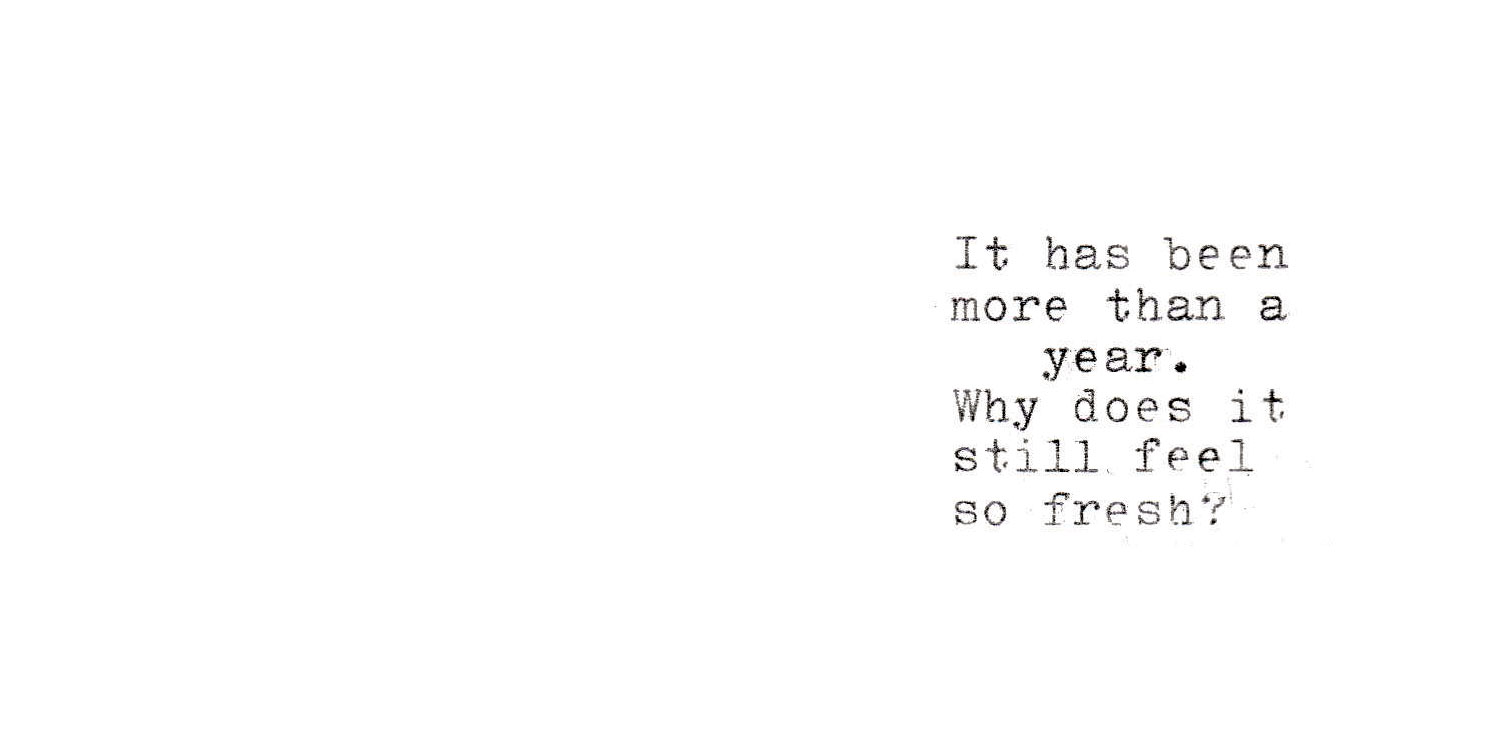 It has been
more than a
year.
Why does it
still feel
so fresh?